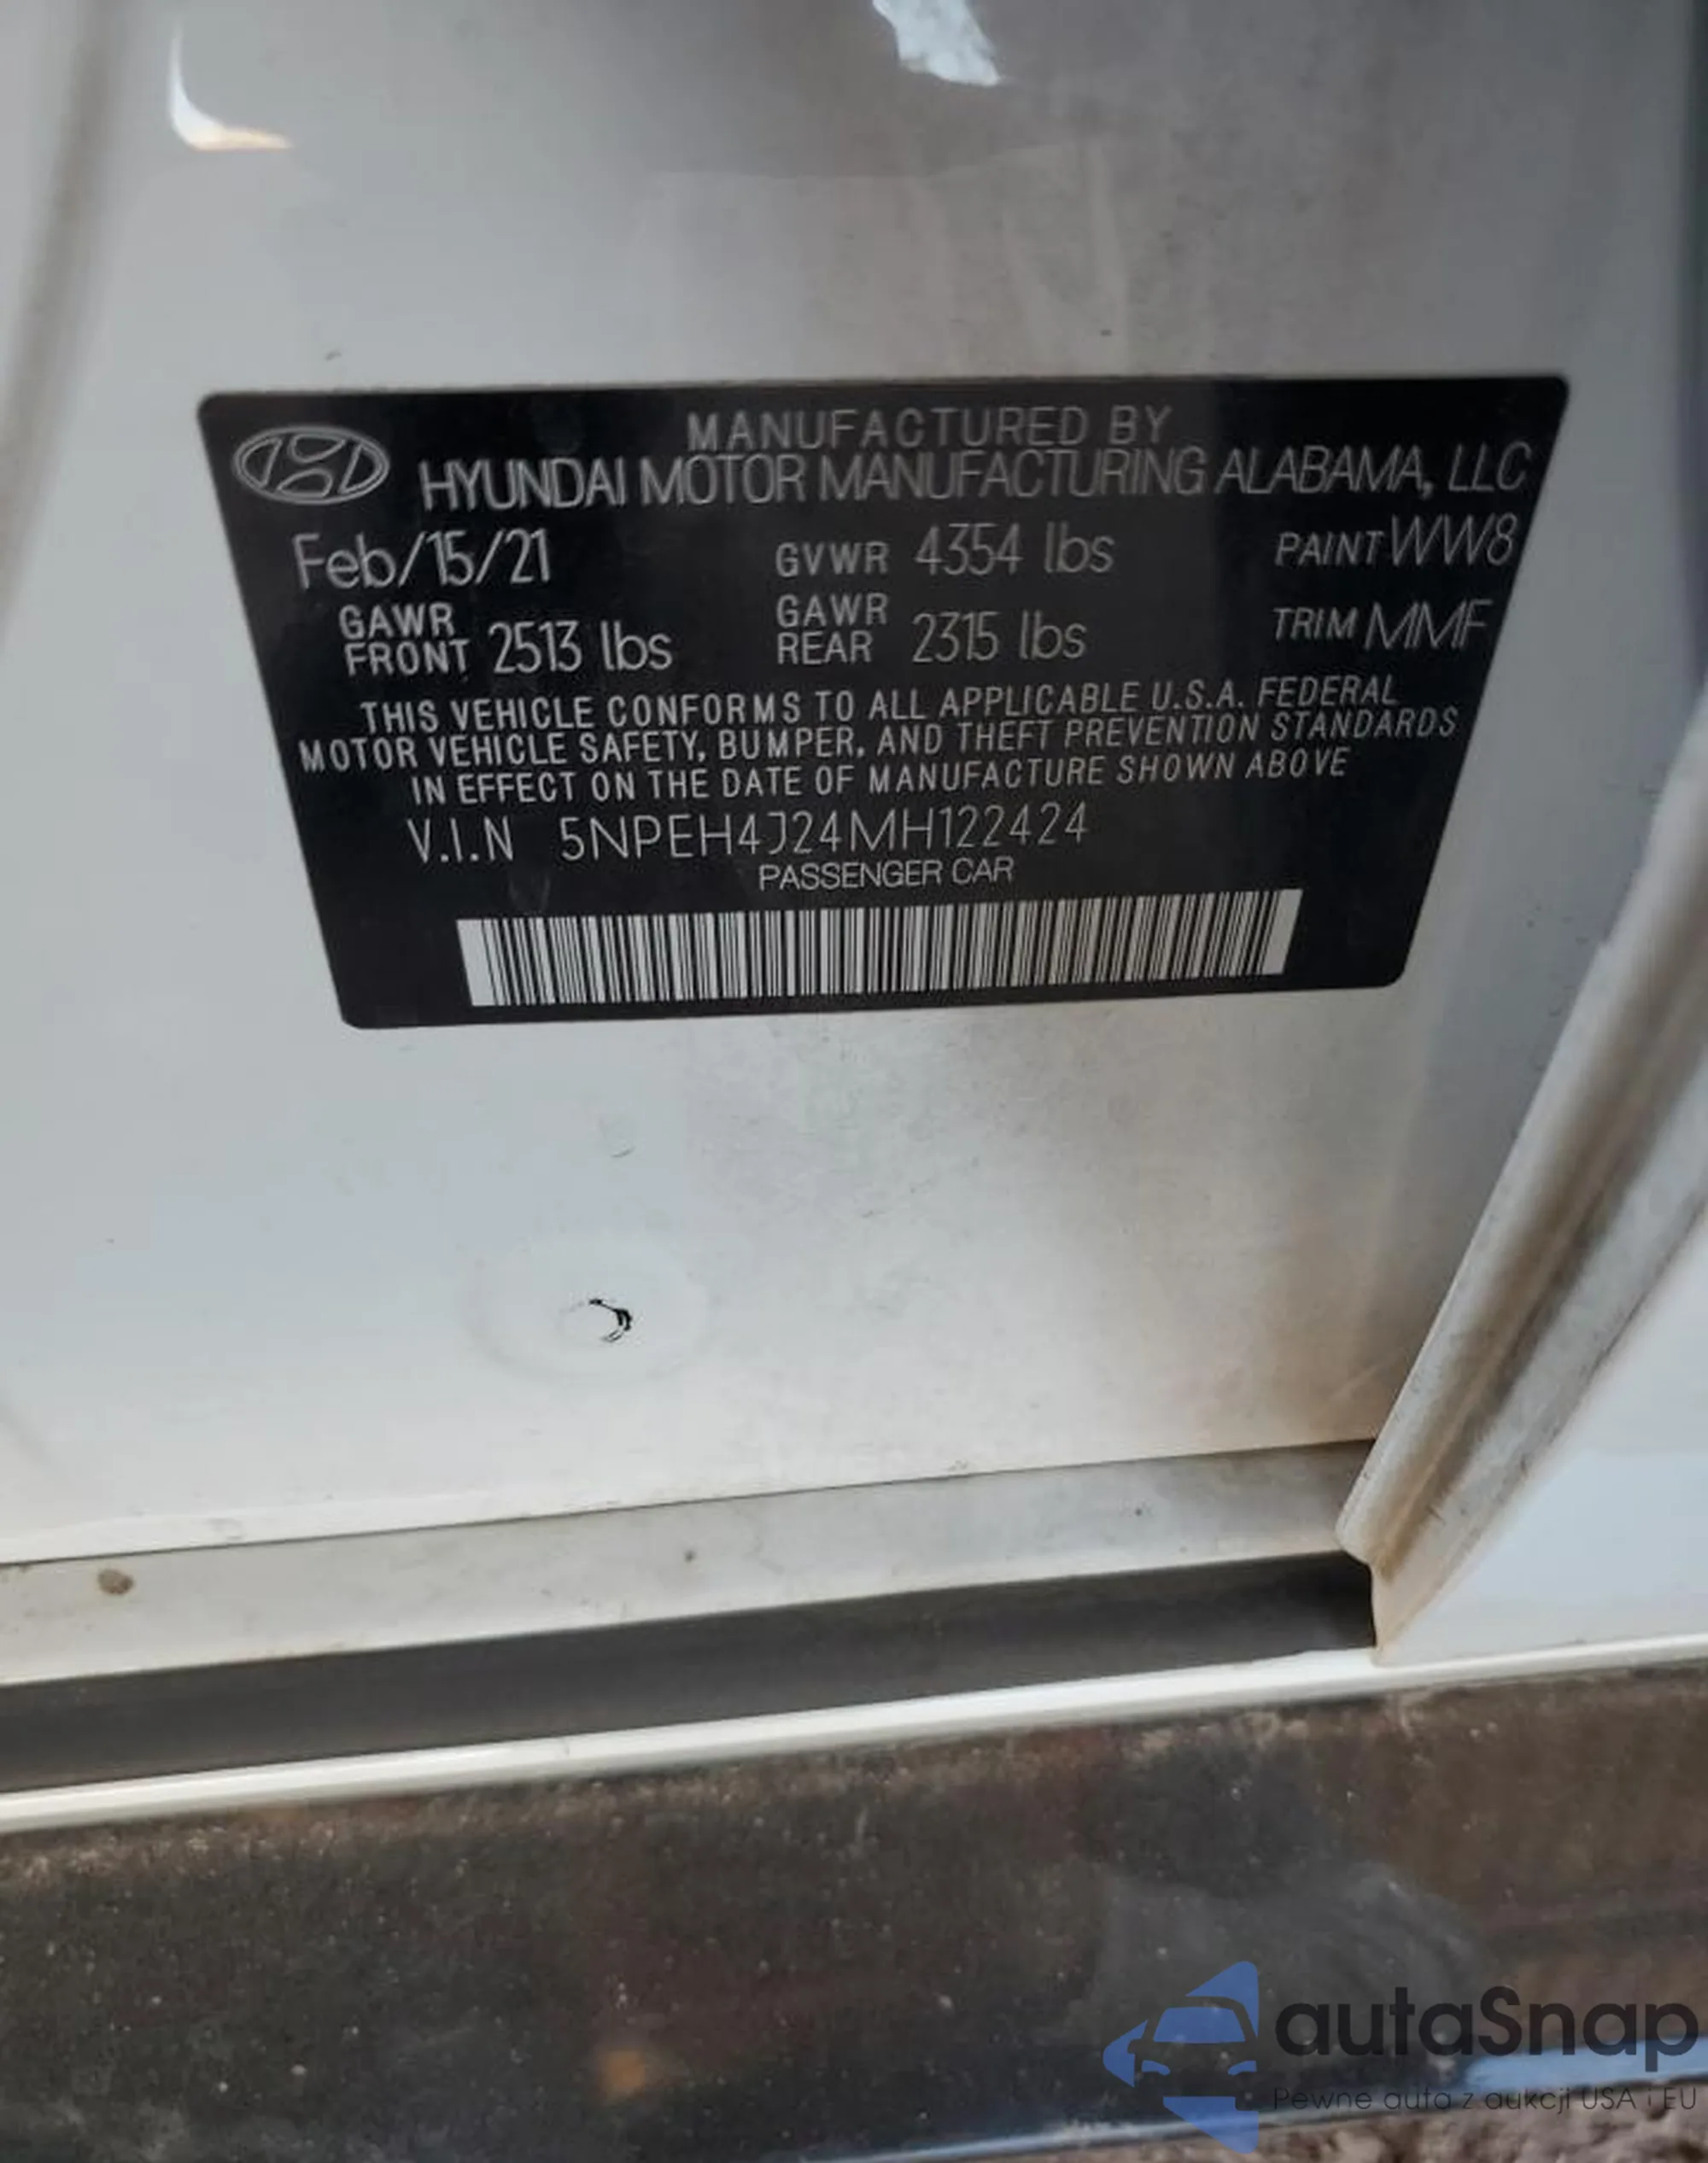 MANUFACTURED BY
HYUNDAI MOTOR MANUFACTURING ALABAMA, LLC
Feb/15/21 GVWR 4354 lbs PAINT WW8
GAWR FRONT 2513 lbs GAWR REAR 2315 lbs TRIM MMF
THIS VEHICLE CONFORMS TO ALL APPLICABLE U.S.A. FEDERAL
MOTOR VEHICLE SAFETY, BUMPER, AND THEFT PREVENTION STANDARDS
IN EFFECT ON THE DATE OF MANUFACTURE SHOWN ABOVE
V.I.N 5NPEH4J24MH122424
PASSENGER CAR
autaSnap
Pewne auta z aukcji USA i EU